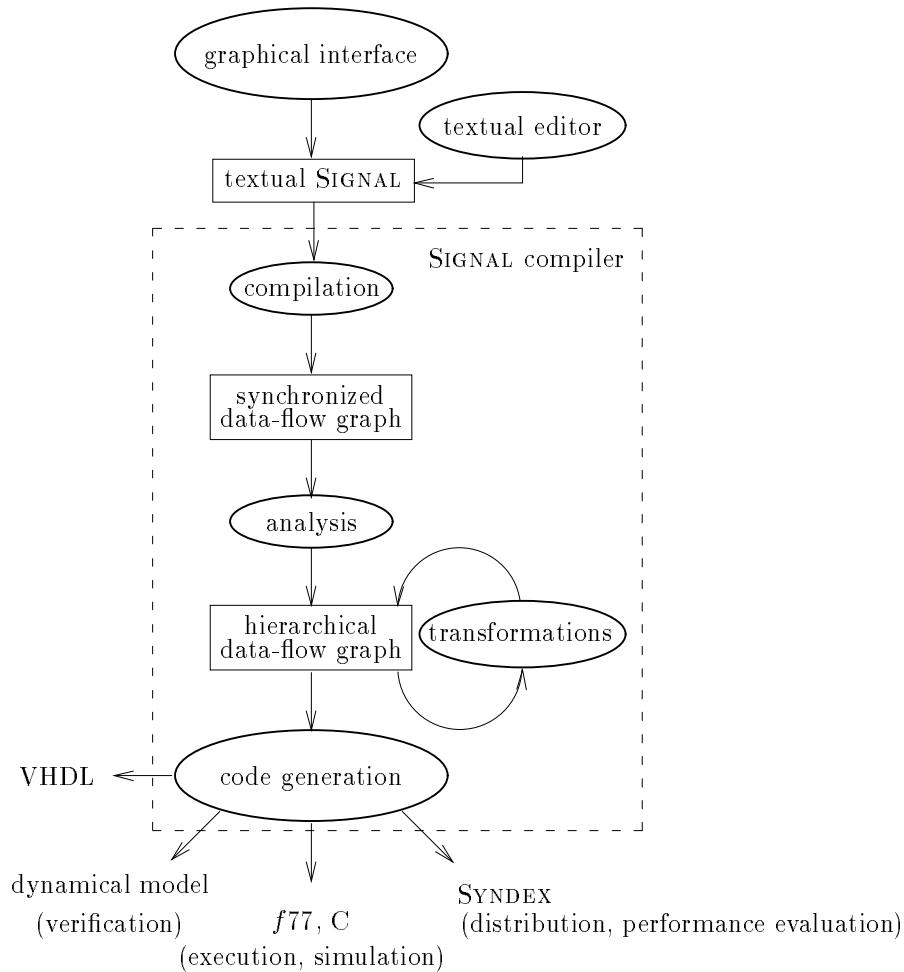 graphical interface
textual editor
textual SIGNAL
SIGNAL compiler
compilation
synchronized
data-flow graph
analysis
hierarchical
data-flow graph
transformations
code generation
VHDL
dynamical model
(verification)
f77, C
(execution, simulation)
SYNDEX
(distribution, performance evaluation)